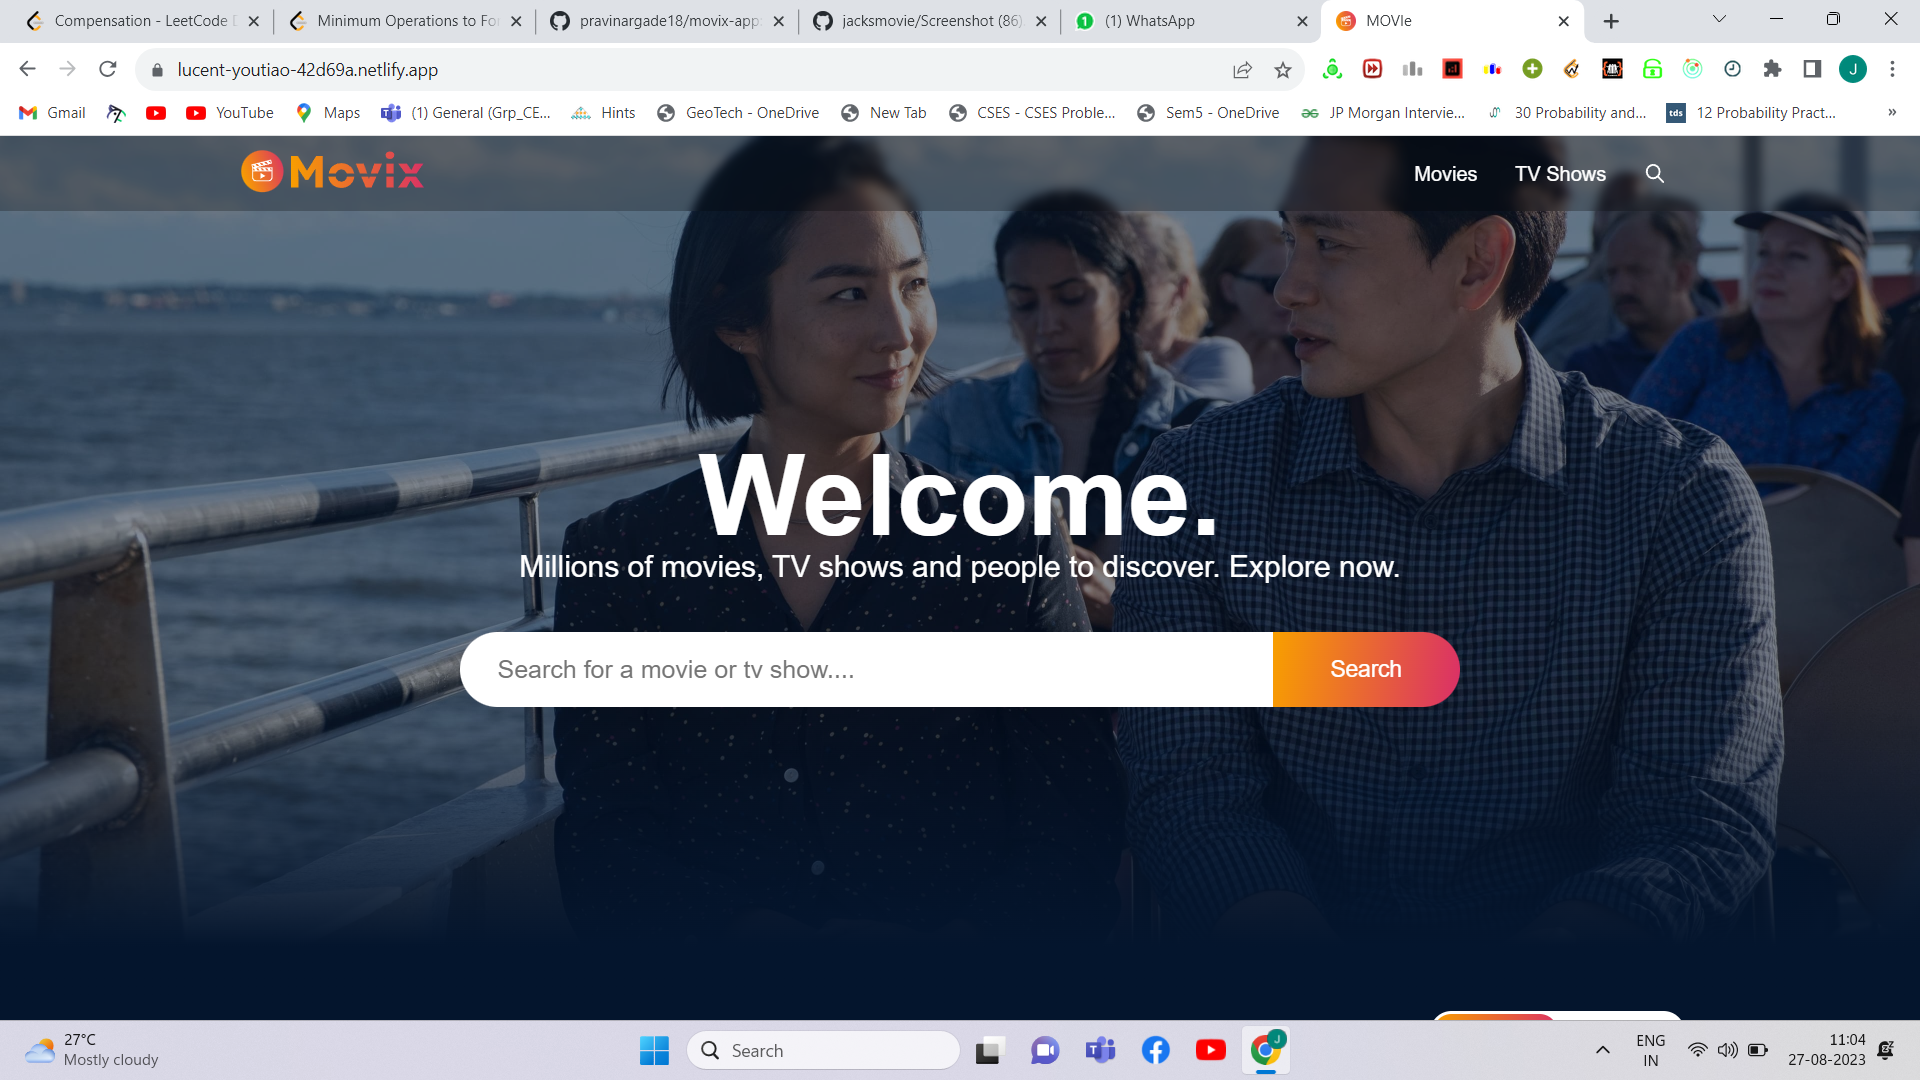 Compensation - LeetCode D
Minimum Operations to For
pravinargade18/movix-app:
jacksmovie/Screenshot (86).
1
(1) WhatsApp
MOVIe
lucent-youtiao-42d69a.netlify.app
J
Gmail
YouTube
Maps
(1) General (Grp_CE...
Hints
GeoTech - OneDrive
New Tab
CSES - CSES Proble...
Sem5 - OneDrive
JP Morgan Intervie...
30 Probability and...
tds
12 Probability Pract...
»
Movix
Movies
TV Shows
Welcome.
Millions of movies, TV shows and people to discover. Explore now.
Search for a movie or tv show....
Search
27°C
Mostly cloudy
Search
J
ENG
IN
11:04
27-08-2023